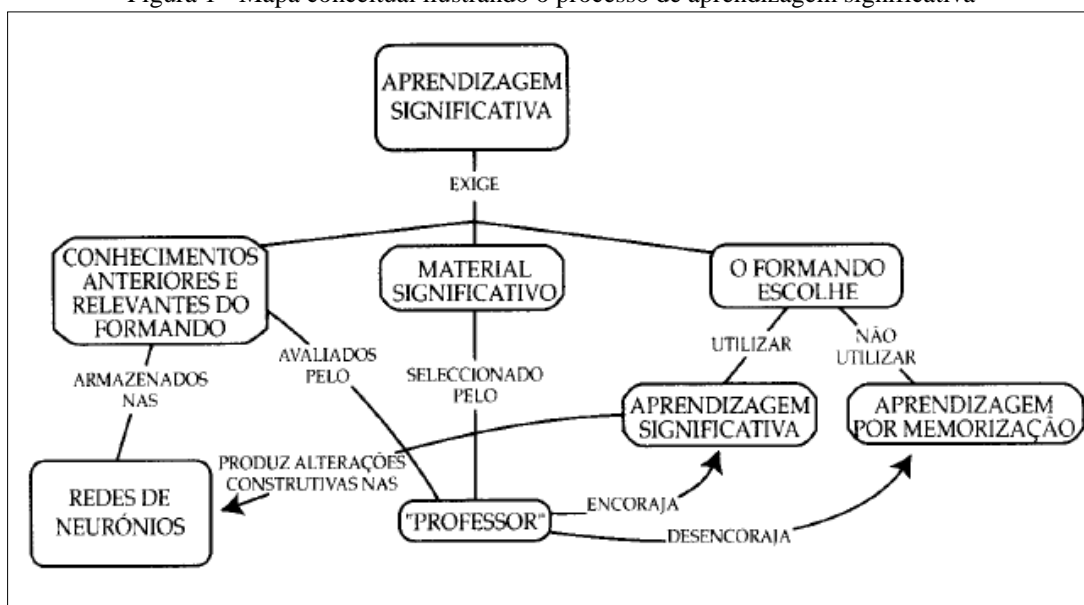 Figura 1 - Mapa conceitual ilustrando o processo de aprendizagem significativa
APRENDIZAGEM
SIGNIFICATIVA
EXIGE
CONHECIMENTOS
ANTERIORES E
RELEVANTES DO
FORMANDO
MATERIAL
SIGNIFICATIVO
O FORMANDO
ESCOLHE
ARMAZENADOS
NAS
AVALIADOS
PELO
SELECCIONADO
PELO
UTILIZAR
NÃO
UTILIZAR
APRENDIZAGEM
SIGNIFICATIVA
APRENDIZAGEM
POR MEMORIZAÇÃO
REDES DE
NEURÓNIOS
PRODUZ ALTERAÇÕES
CONSTRUTIVAS NAS
"PROFESSOR"
ENCORAJA
DESENCORAJA